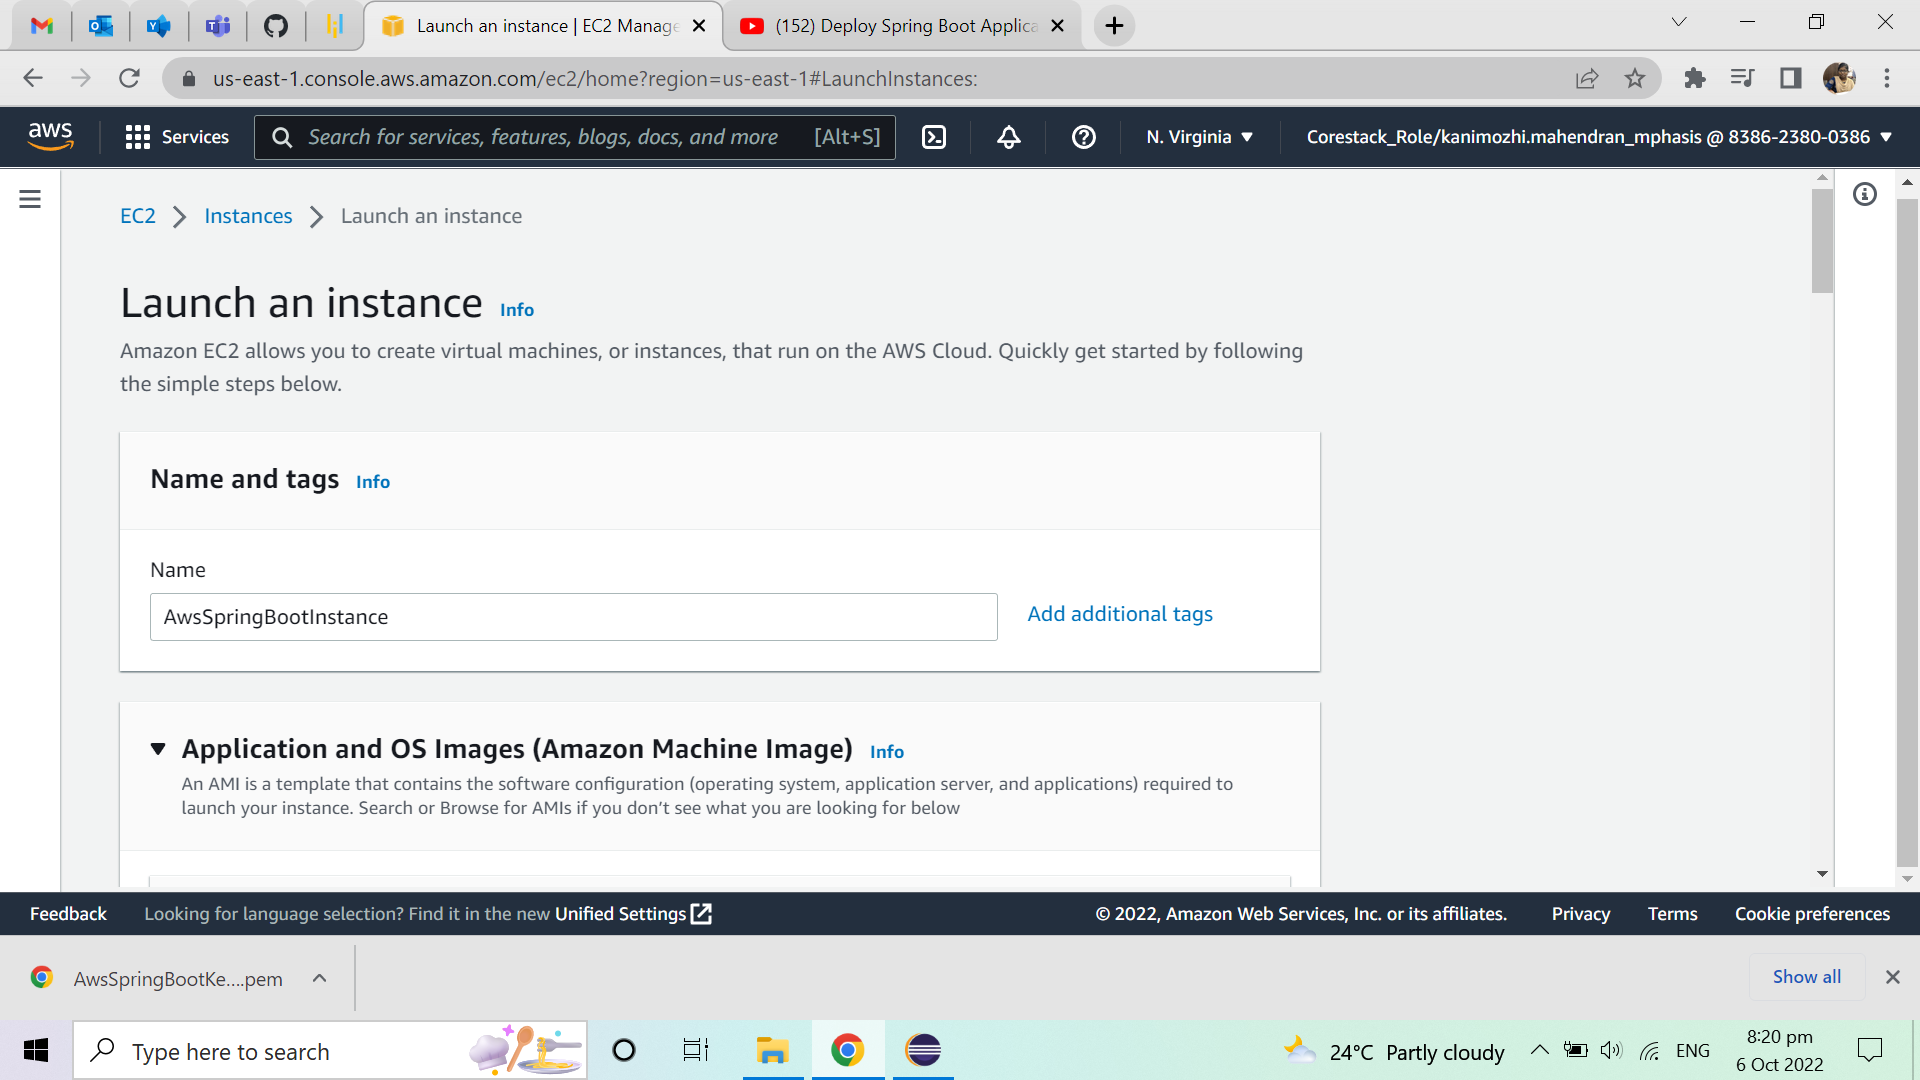 Launch an instance | EC2 Manage
(152) Deploy Spring Boot Applica
us-east-1.console.aws.amazon.com/ec2/home?region=us-east-1#LaunchInstances:
aws
Services
Search for services, features, blogs, docs, and more
[Alt+S]
N. Virginia
Corestack_Role/kanimozhi.mahendran_mphasis @ 8386-2380-0386
EC2
Instances
Launch an instance
Launch an instance Info
Amazon EC2 allows you to create virtual machines, or instances, that run on the AWS Cloud. Quickly get started by following
the simple steps below.
Name and tags Info
Name
AwsSpringBootInstance
Add additional tags
Application and OS Images (Amazon Machine Image) Info
An AMI is a template that contains the software configuration (operating system, application server, and applications) required to
launch your instance. Search or Browse for AMIs if you don’t see what you are looking for below
Feedback
Looking for language selection? Find it in the new Unified Settings
© 2022, Amazon Web Services, Inc. or its affiliates.
Privacy
Terms
Cookie preferences
AwsSpringBootKe....pem
Show all
Type here to search
24°C Partly cloudy
ENG
8:20 pm
6 Oct 2022